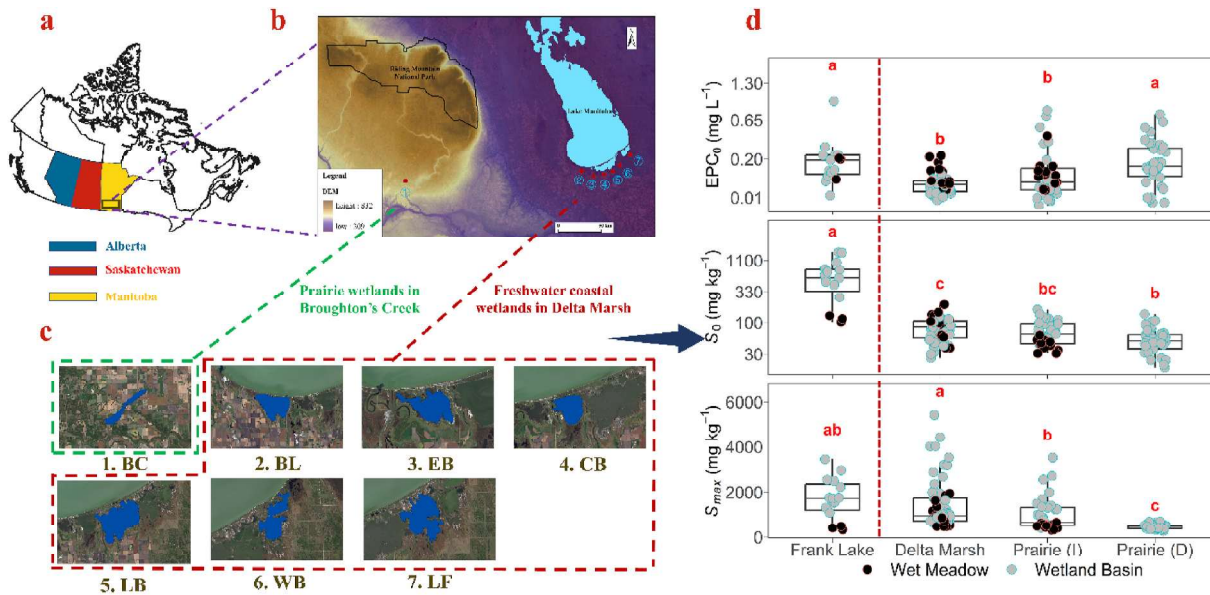 a
b
d
c
Riding Mountain
National Park
Lake Manitoba
Legend
DEM
low : 309
Alberta
Saskatchewan
Manitoba
Prairie wetlands in
Broughton's Creek
Freshwater coastal
wetlands in Delta Marsh
1. BC
2. BL
3. EB
4. CB
5. LB
6. WB
7. LF
EPC₀ (mg L⁻¹)
1.30
0.65
0.20
0.01
a
b
b
a
S₀ (mg kg⁻¹)
1100
330
100
30
a
c
bc
b
Sₘₐₓ (mg kg⁻¹)
6000
4000
2000
0
ab
a
b
c
Frank Lake
Delta Marsh
Prairie (I)
Prairie (D)
Wet Meadow
Wetland Basin